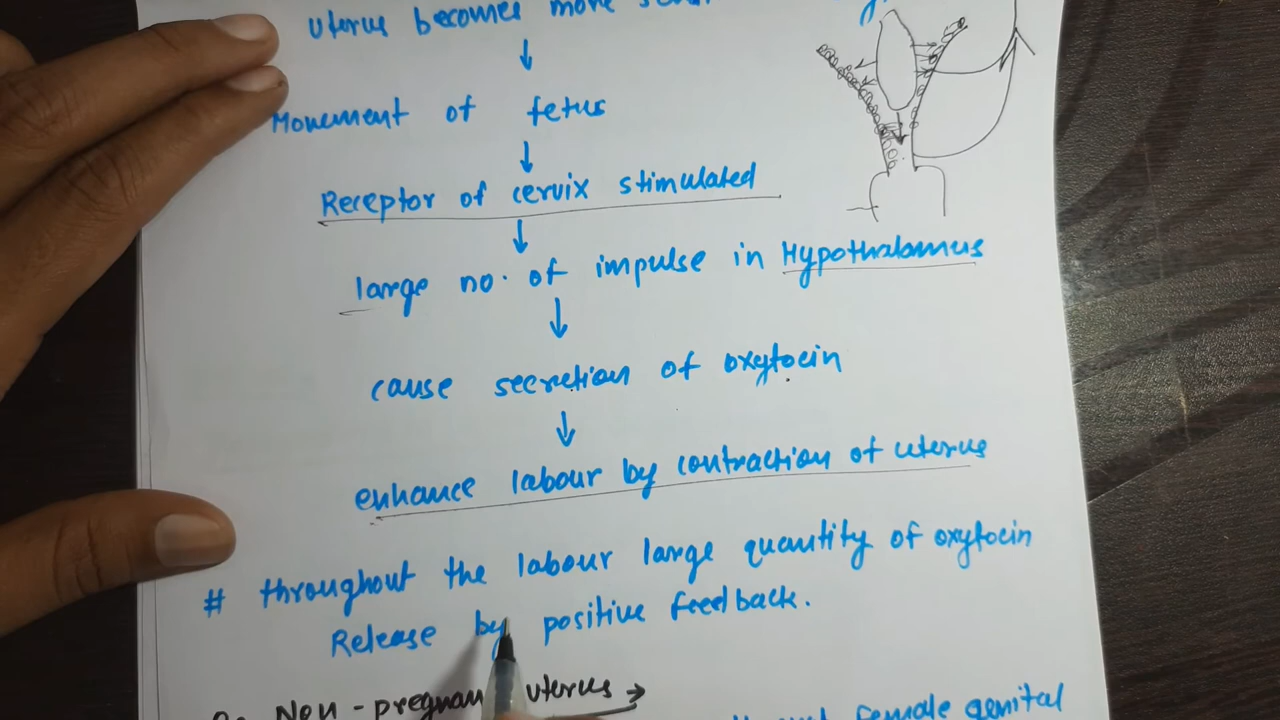 uterus becomes more
Movement of fetus
Receptor of cervix stimulated
large no. of impulse in Hypothalamus
cause secretion of oxytocin
enhance labour by contraction of uterus
# throughout the labour large quantity of oxytocin
Release by positive feedback.
Non-pregnant uterus →
female genital